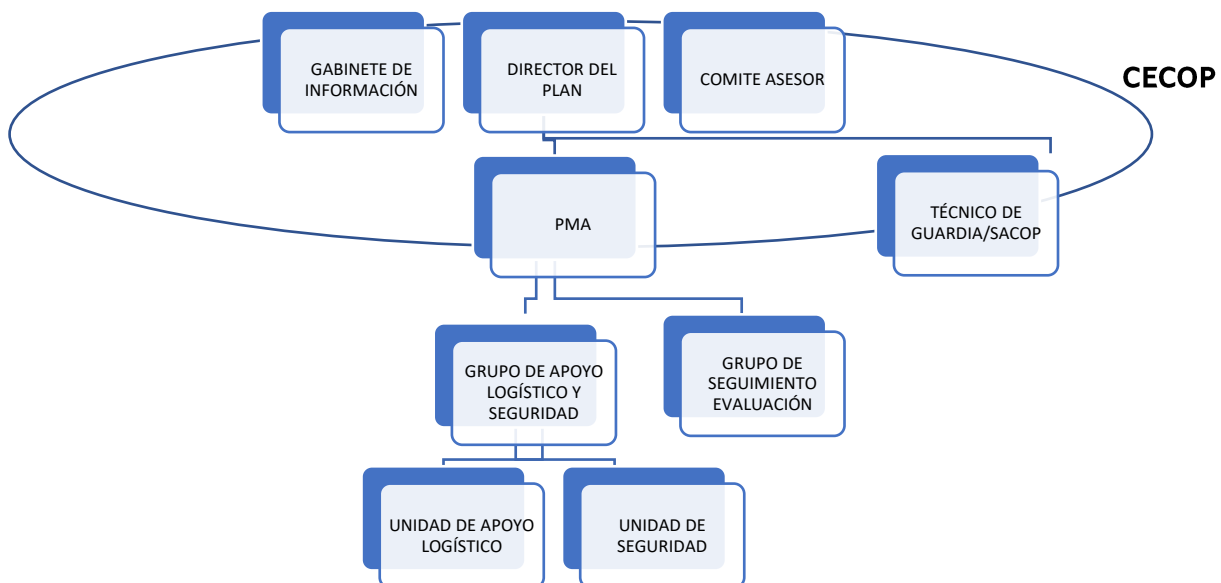 GABINETE DE
INFORMACIÓN
DIRECTOR DEL
PLAN
COMITE ASESOR
CECOP
PMA
TÉCNICO DE
GUARDIA/SACOP
GRUPO DE APOYO
LOGÍSTICO Y
SEGURIDAD
GRUPO DE
SEGUIMIENTO
EVALUACIÓN
UNIDAD DE APOYO
LOGÍSTICO
UNIDAD DE
SEGURIDAD